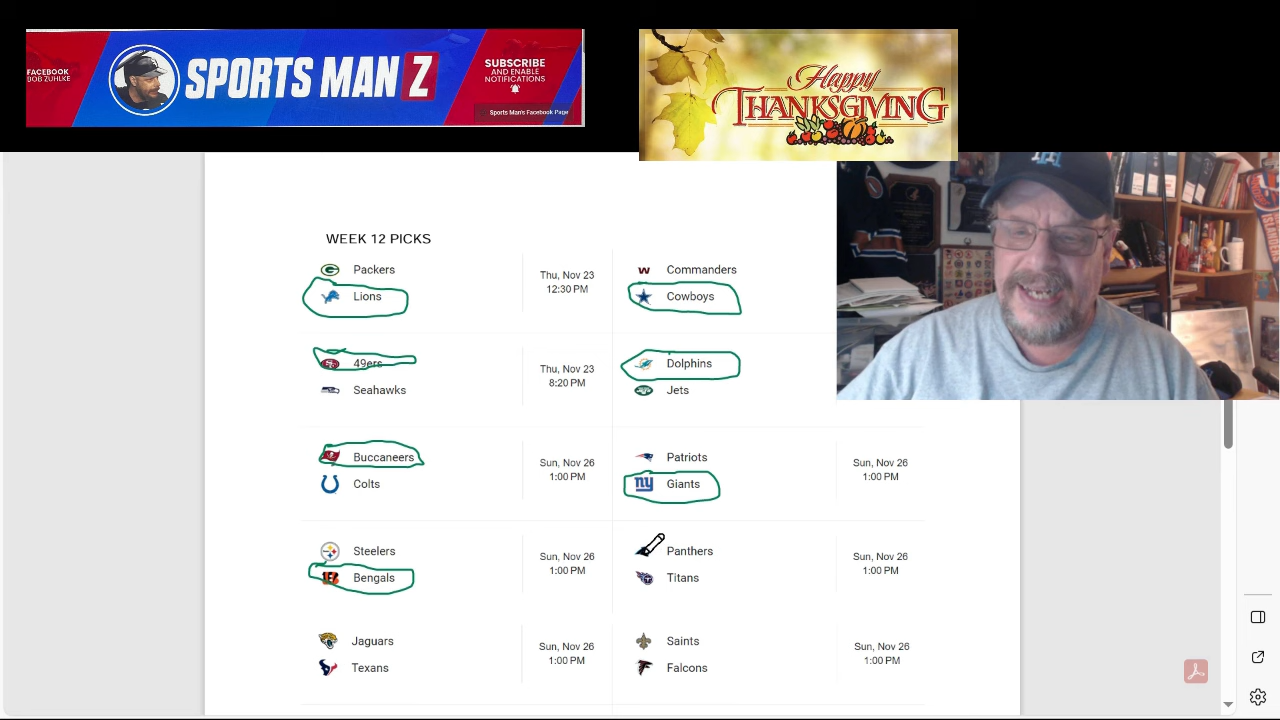 FACEBOOK
BOB ZUHLKE
SPORTS MAN Z
SUBSCRIBE
AND ENABLE
NOTIFICATIONS
Sports Man's Facebook Page
Happy
THANKSGIVING
WEEK 12 PICKS
Packers
Lions
Thu, Nov 23
12:30 PM
Commanders
Cowboys
49ers
Seahawks
Thu, Nov 23
8:20 PM
Dolphins
Jets
Buccaneers
Colts
Sun, Nov 26
1:00 PM
Patriots
ny Giants
Sun, Nov 26
1:00 PM
Steelers
Bengals
Sun, Nov 26
1:00 PM
Panthers
Titans
Sun, Nov 26
1:00 PM
Jaguars
Texans
Sun, Nov 26
1:00 PM
Saints
Falcons
Sun, Nov 26
1:00 PM
ISLANDERS